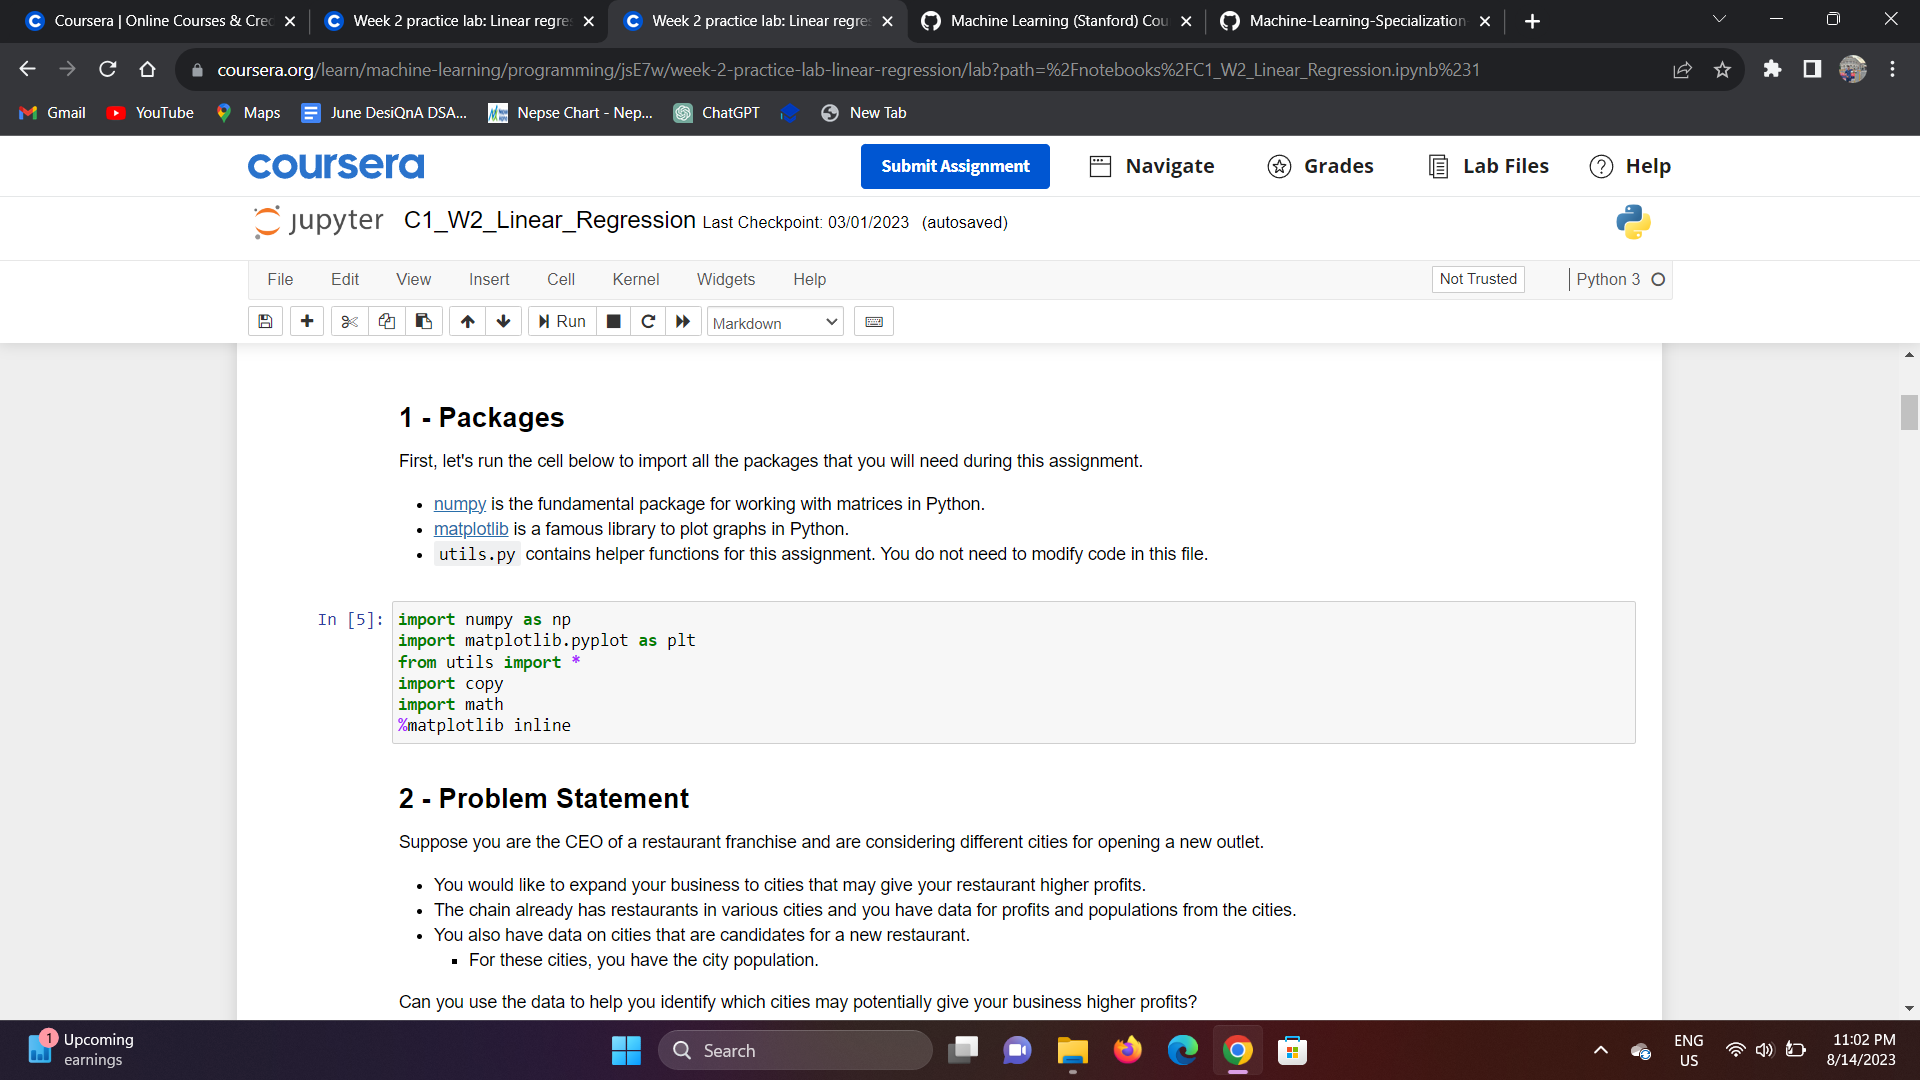 Coursera | Online Courses & Cre
Week 2 practice lab: Linear regre
Week 2 practice lab: Linear regre
Machine Learning (Stanford) Cou
Machine-Learning-Specialization
coursera.org/learn/machine-learning/programming/jsE7w/week-2-practice-lab-linear-regression/lab?path=%2Fnotebooks%2FC1_W2_Linear_Regression.ipynb%231
Gmail
YouTube
Maps
June DesiQnA DSA...
Nepse Chart - Nep...
ChatGPT
New Tab
coursera
Submit Assignment
Navigate
Grades
Lab Files
Help
jupyter
C1_W2_Linear_Regression Last Checkpoint: 03/01/2023 (autosaved)
File
Edit
View
Insert
Cell
Kernel
Widgets
Help
Not Trusted
Python 3
Run
Markdown
1 - Packages
First, let's run the cell below to import all the packages that you will need during this assignment.
numpy is the fundamental package for working with matrices in Python.
matplotlib is a famous library to plot graphs in Python.
utils.py contains helper functions for this assignment. You do not need to modify code in this file.
In [5]:
import numpy as np
import matplotlib.pyplot as plt
from utils import *
import copy
import math
%matplotlib inline
2 - Problem Statement
Suppose you are the CEO of a restaurant franchise and are considering different cities for opening a new outlet.
You would like to expand your business to cities that may give your restaurant higher profits.
The chain already has restaurants in various cities and you have data for profits and populations from the cities.
You also have data on cities that are candidates for a new restaurant.
For these cities, you have the city population.
Can you use the data to help you identify which cities may potentially give your business higher profits?
1
Upcoming
earnings
Search
ENG
US
11:02 PM
8/14/2023